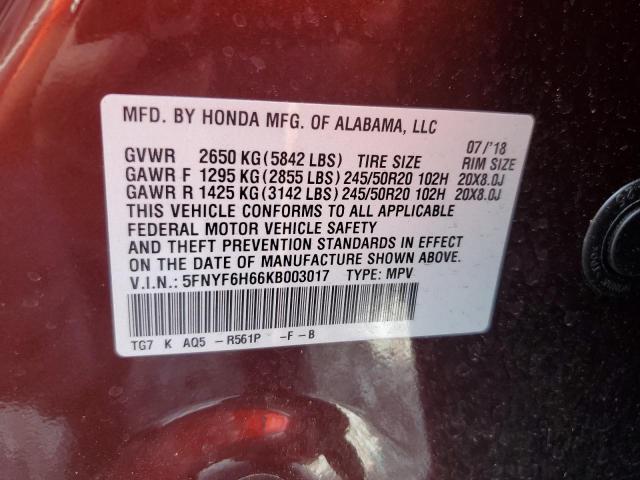 MFD. BY HONDA MFG. OF ALABAMA, LLC
07/'18
GVWR 2650 KG (5842 LBS) TIRE SIZE RIM SIZE
GAWR F 1295 KG (2855 LBS) 245/50R20 102H 20X8.0J
GAWR R 1425 KG (3142 LBS) 245/50R20 102H 20X8.0J
THIS VEHICLE CONFORMS TO ALL APPLICABLE
FEDERAL MOTOR VEHICLE SAFETY
AND THEFT PREVENTION STANDARDS IN EFFECT
ON THE DATE OF MANUFACTURE SHOWN ABOVE.
V.I.N.: 5FNYF6H66KB003017 TYPE: MPV
TG7 K AQ5 -R561P -F-B